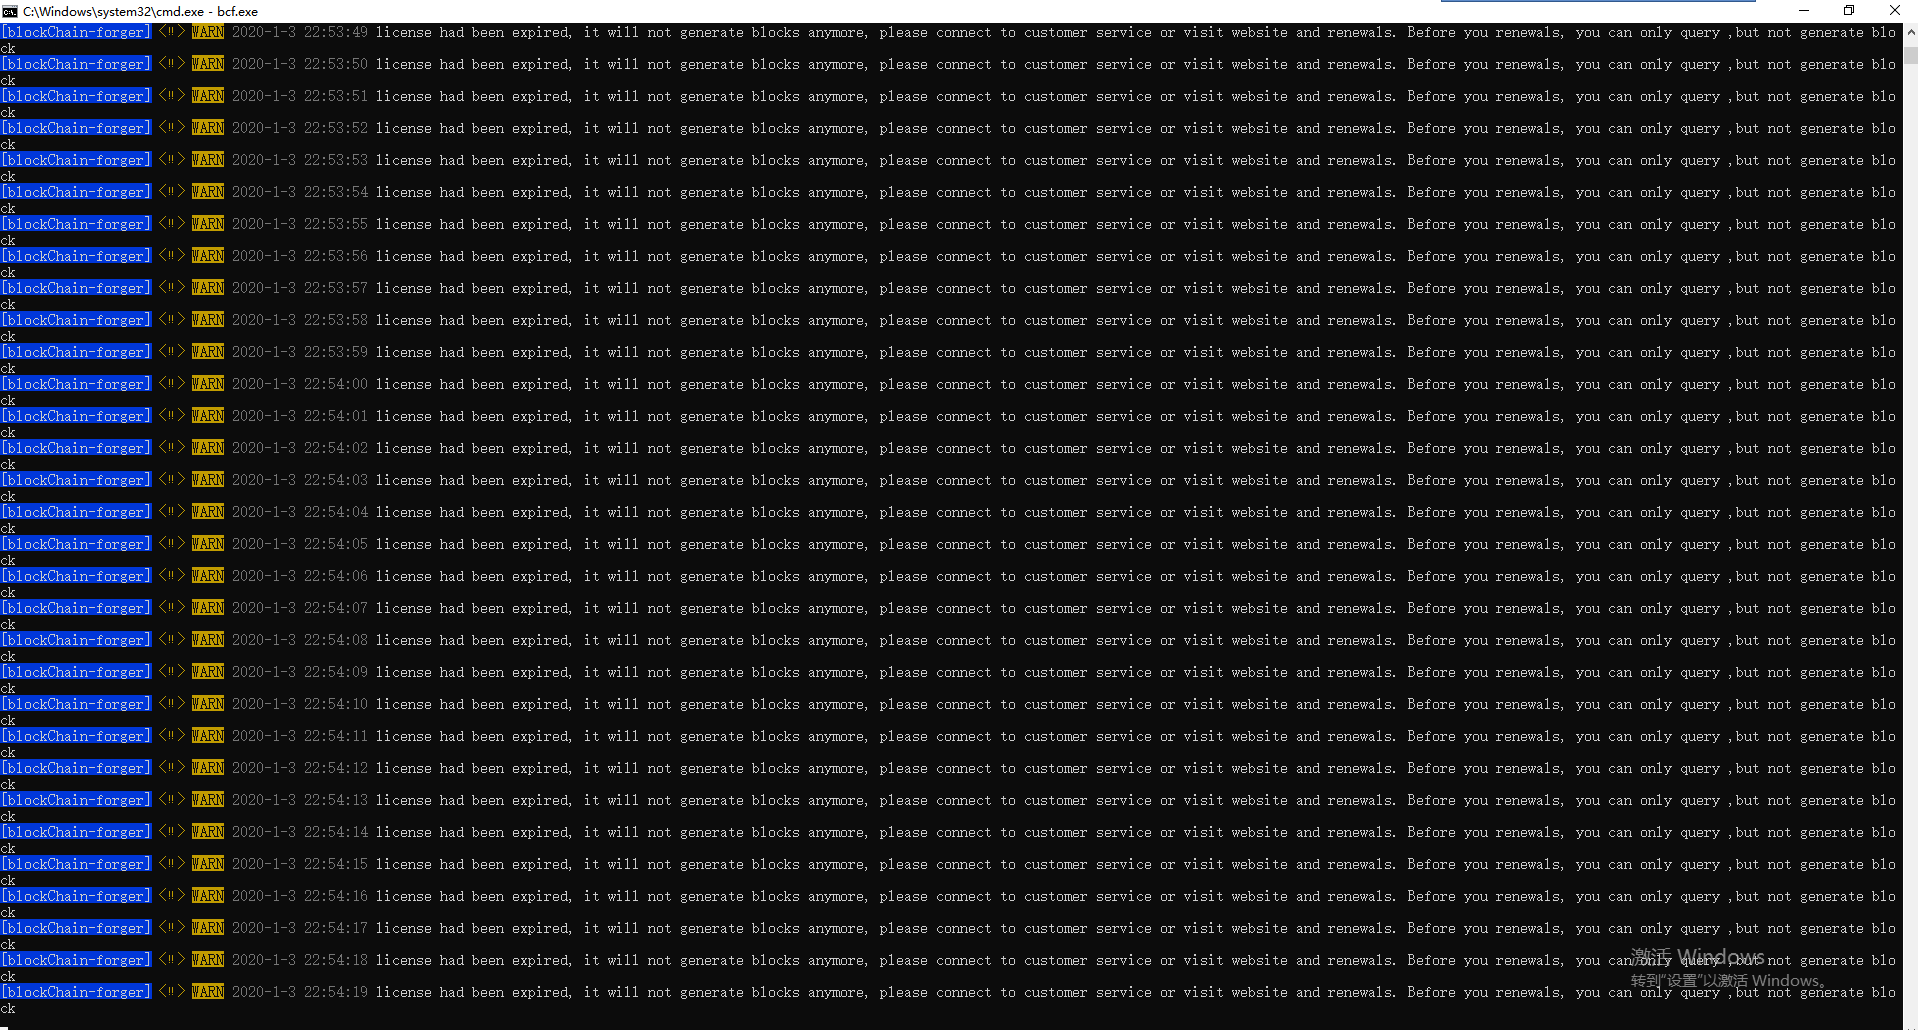 C:\Windows\system32\cmd.exe - bcf.exe
[blockChain-forger] <!!> WARN 2020-1-3 22:53:49 license had been expired, it will not generate blocks anymore, please connect to customer service or visit website and renewals. Before you renewals, you can only query ,but not generate blo
ck
[blockChain-forger] <!!> WARN 2020-1-3 22:53:50 license had been expired, it will not generate blocks anymore, please connect to customer service or visit website and renewals. Before you renewals, you can only query ,but not generate blo
ck
[blockChain-forger] <!!> WARN 2020-1-3 22:53:51 license had been expired, it will not generate blocks anymore, please connect to customer service or visit website and renewals. Before you renewals, you can only query ,but not generate blo
ck
[blockChain-forger] <!!> WARN 2020-1-3 22:53:52 license had been expired, it will not generate blocks anymore, please connect to customer service or visit website and renewals. Before you renewals, you can only query ,but not generate blo
ck
[blockChain-forger] <!!> WARN 2020-1-3 22:53:53 license had been expired, it will not generate blocks anymore, please connect to customer service or visit website and renewals. Before you renewals, you can only query ,but not generate blo
ck
[blockChain-forger] <!!> WARN 2020-1-3 22:53:54 license had been expired, it will not generate blocks anymore, please connect to customer service or visit website and renewals. Before you renewals, you can only query ,but not generate blo
ck
[blockChain-forger] <!!> WARN 2020-1-3 22:53:55 license had been expired, it will not generate blocks anymore, please connect to customer service or visit website and renewals. Before you renewals, you can only query ,but not generate blo
ck
[blockChain-forger] <!!> WARN 2020-1-3 22:53:56 license had been expired, it will not generate blocks anymore, please connect to customer service or visit website and renewals. Before you renewals, you can only query ,but not generate blo
ck
[blockChain-forger] <!!> WARN 2020-1-3 22:53:57 license had been expired, it will not generate blocks anymore, please connect to customer service or visit website and renewals. Before you renewals, you can only query ,but not generate blo
ck
[blockChain-forger] <!!> WARN 2020-1-3 22:53:58 license had been expired, it will not generate blocks anymore, please connect to customer service or visit website and renewals. Before you renewals, you can only query ,but not generate blo
ck
[blockChain-forger] <!!> WARN 2020-1-3 22:53:59 license had been expired, it will not generate blocks anymore, please connect to customer service or visit website and renewals. Before you renewals, you can only query ,but not generate blo
ck
[blockChain-forger] <!!> WARN 2020-1-3 22:54:00 license had been expired, it will not generate blocks anymore, please connect to customer service or visit website and renewals. Before you renewals, you can only query ,but not generate blo
ck
[blockChain-forger] <!!> WARN 2020-1-3 22:54:01 license had been expired, it will not generate blocks anymore, please connect to customer service or visit website and renewals. Before you renewals, you can only query ,but not generate blo
ck
[blockChain-forger] <!!> WARN 2020-1-3 22:54:02 license had been expired, it will not generate blocks anymore, please connect to customer service or visit website and renewals. Before you renewals, you can only query ,but not generate blo
ck
[blockChain-forger] <!!> WARN 2020-1-3 22:54:03 license had been expired, it will not generate blocks anymore, please connect to customer service or visit website and renewals. Before you renewals, you can only query ,but not generate blo
ck
[blockChain-forger] <!!> WARN 2020-1-3 22:54:04 license had been expired, it will not generate blocks anymore, please connect to customer service or visit website and renewals. Before you renewals, you can only query ,but not generate blo
ck
[blockChain-forger] <!!> WARN 2020-1-3 22:54:05 license had been expired, it will not generate blocks anymore, please connect to customer service or visit website and renewals. Before you renewals, you can only query ,but not generate blo
ck
[blockChain-forger] <!!> WARN 2020-1-3 22:54:06 license had been expired, it will not generate blocks anymore, please connect to customer service or visit website and renewals. Before you renewals, you can only query ,but not generate blo
ck
[blockChain-forger] <!!> WARN 2020-1-3 22:54:07 license had been expired, it will not generate blocks anymore, please connect to customer service or visit website and renewals. Before you renewals, you can only query ,but not generate blo
ck
[blockChain-forger] <!!> WARN 2020-1-3 22:54:08 license had been expired, it will not generate blocks anymore, please connect to customer service or visit website and renewals. Before you renewals, you can only query ,but not generate blo
ck
[blockChain-forger] <!!> WARN 2020-1-3 22:54:09 license had been expired, it will not generate blocks anymore, please connect to customer service or visit website and renewals. Before you renewals, you can only query ,but not generate blo
ck
[blockChain-forger] <!!> WARN 2020-1-3 22:54:10 license had been expired, it will not generate blocks anymore, please connect to customer service or visit website and renewals. Before you renewals, you can only query ,but not generate blo
ck
[blockChain-forger] <!!> WARN 2020-1-3 22:54:11 license had been expired, it will not generate blocks anymore, please connect to customer service or visit website and renewals. Before you renewals, you can only query ,but not generate blo
ck
[blockChain-forger] <!!> WARN 2020-1-3 22:54:12 license had been expired, it will not generate blocks anymore, please connect to customer service or visit website and renewals. Before you renewals, you can only query ,but not generate blo
ck
[blockChain-forger] <!!> WARN 2020-1-3 22:54:13 license had been expired, it will not generate blocks anymore, please connect to customer service or visit website and renewals. Before you renewals, you can only query ,but not generate blo
ck
[blockChain-forger] <!!> WARN 2020-1-3 22:54:14 license had been expired, it will not generate blocks anymore, please connect to customer service or visit website and renewals. Before you renewals, you can only query ,but not generate blo
ck
[blockChain-forger] <!!> WARN 2020-1-3 22:54:15 license had been expired, it will not generate blocks anymore, please connect to customer service or visit website and renewals. Before you renewals, you can only query ,but not generate blo
ck
[blockChain-forger] <!!> WARN 2020-1-3 22:54:16 license had been expired, it will not generate blocks anymore, please connect to customer service or visit website and renewals. Before you renewals, you can only query ,but not generate blo
ck
[blockChain-forger] <!!> WARN 2020-1-3 22:54:17 license had been expired, it will not generate blocks anymore, please connect to customer service or visit website and renewals. Before you renewals, you can only query ,but not generate blo
ck
[blockChain-forger] <!!> WARN 2020-1-3 22:54:18 license had been expired, it will not generate blocks anymore, please connect to customer service or visit website and renewals. Before you renewals, you can only query ,but not generate blo
ck
[blockChain-forger] <!!> WARN 2020-1-3 22:54:19 license had been expired, it will not generate blocks anymore, please connect to customer service or visit website and renewals. Before you renewals, you can only query ,but not generate blo
ck
激活 Windows
转到"设置"以激活 Windows。